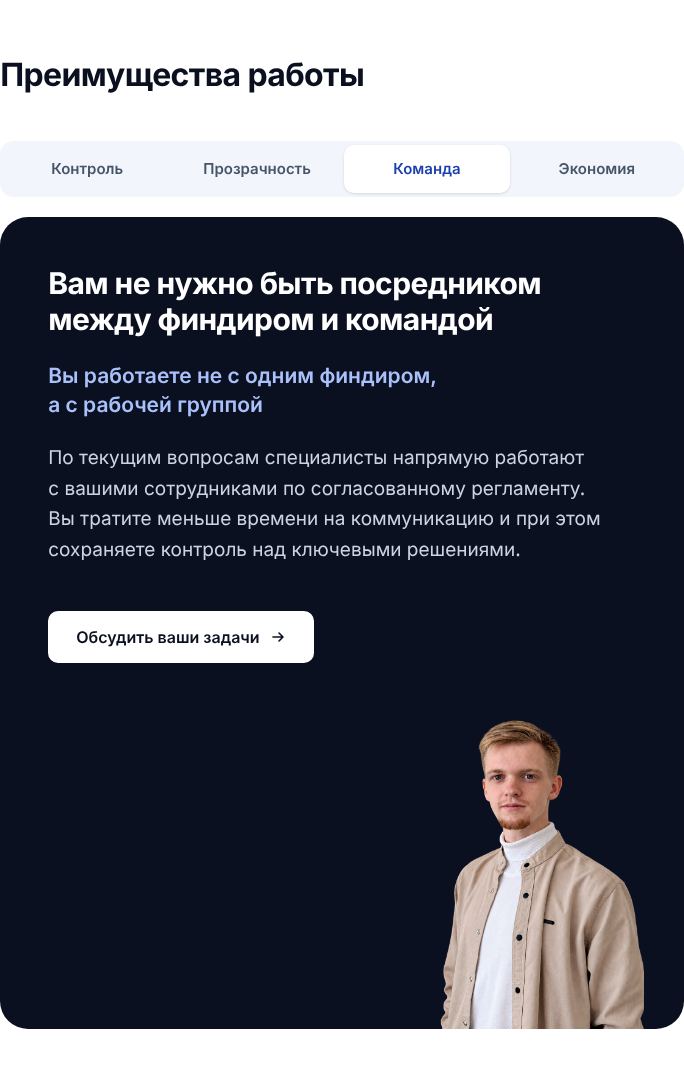 Преимущества работы
Контроль
Прозрачность
Команда
Экономия
Вам не нужно быть посредником
между финдиром и командой
Вы работаете не с одним финдиром,
а с рабочей группой
По текущим вопросам специалисты напрямую работают
с вашими сотрудниками по согласованному регламенту.
Вы тратите меньше времени на коммуникацию и при этом
сохраняете контроль над ключевыми решениями.
Обсудить ваши задачи →